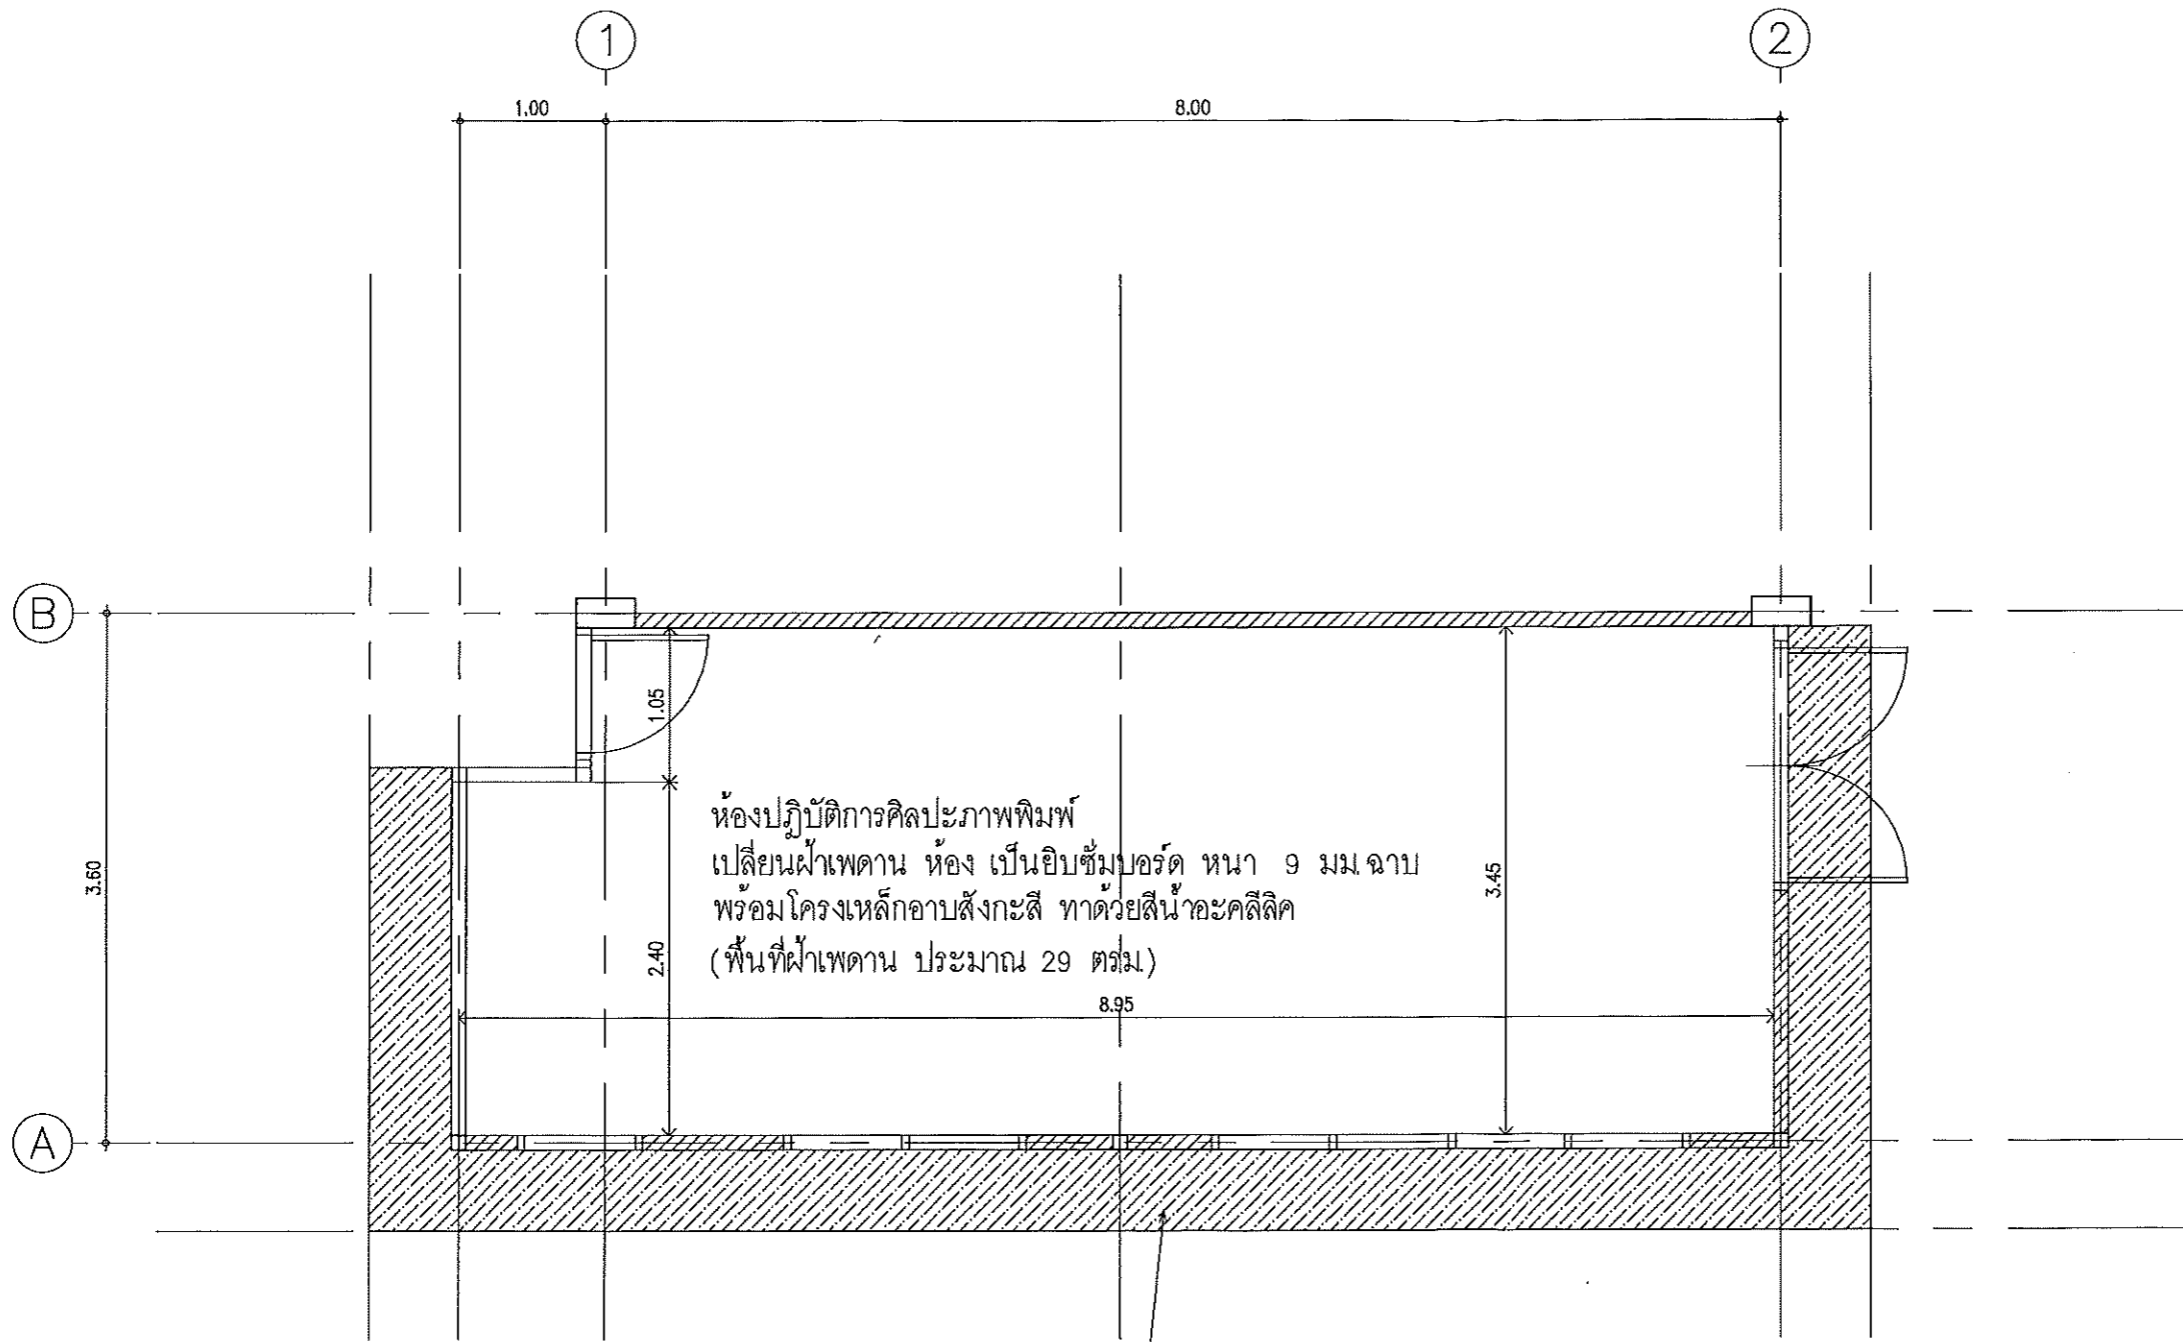 1
2
1.00
8.00
B
1.05
ห้องปฎิบัติการศิลปะภาพพิมพ์
เปลี่ยนฝ้าเพดาน ห้อง เป็นยิบซั่มบอร์ด หนา 9 มม.ฉาบ
พร้อมโครงเหล็กอาบสังกะสี ทาด้วยสีน้ำอะคลีลิค
(พื้นที่ฝ้าเพดาน ประมาณ 29 ตรม.)
3.60
3.45
2.40
8.95
A